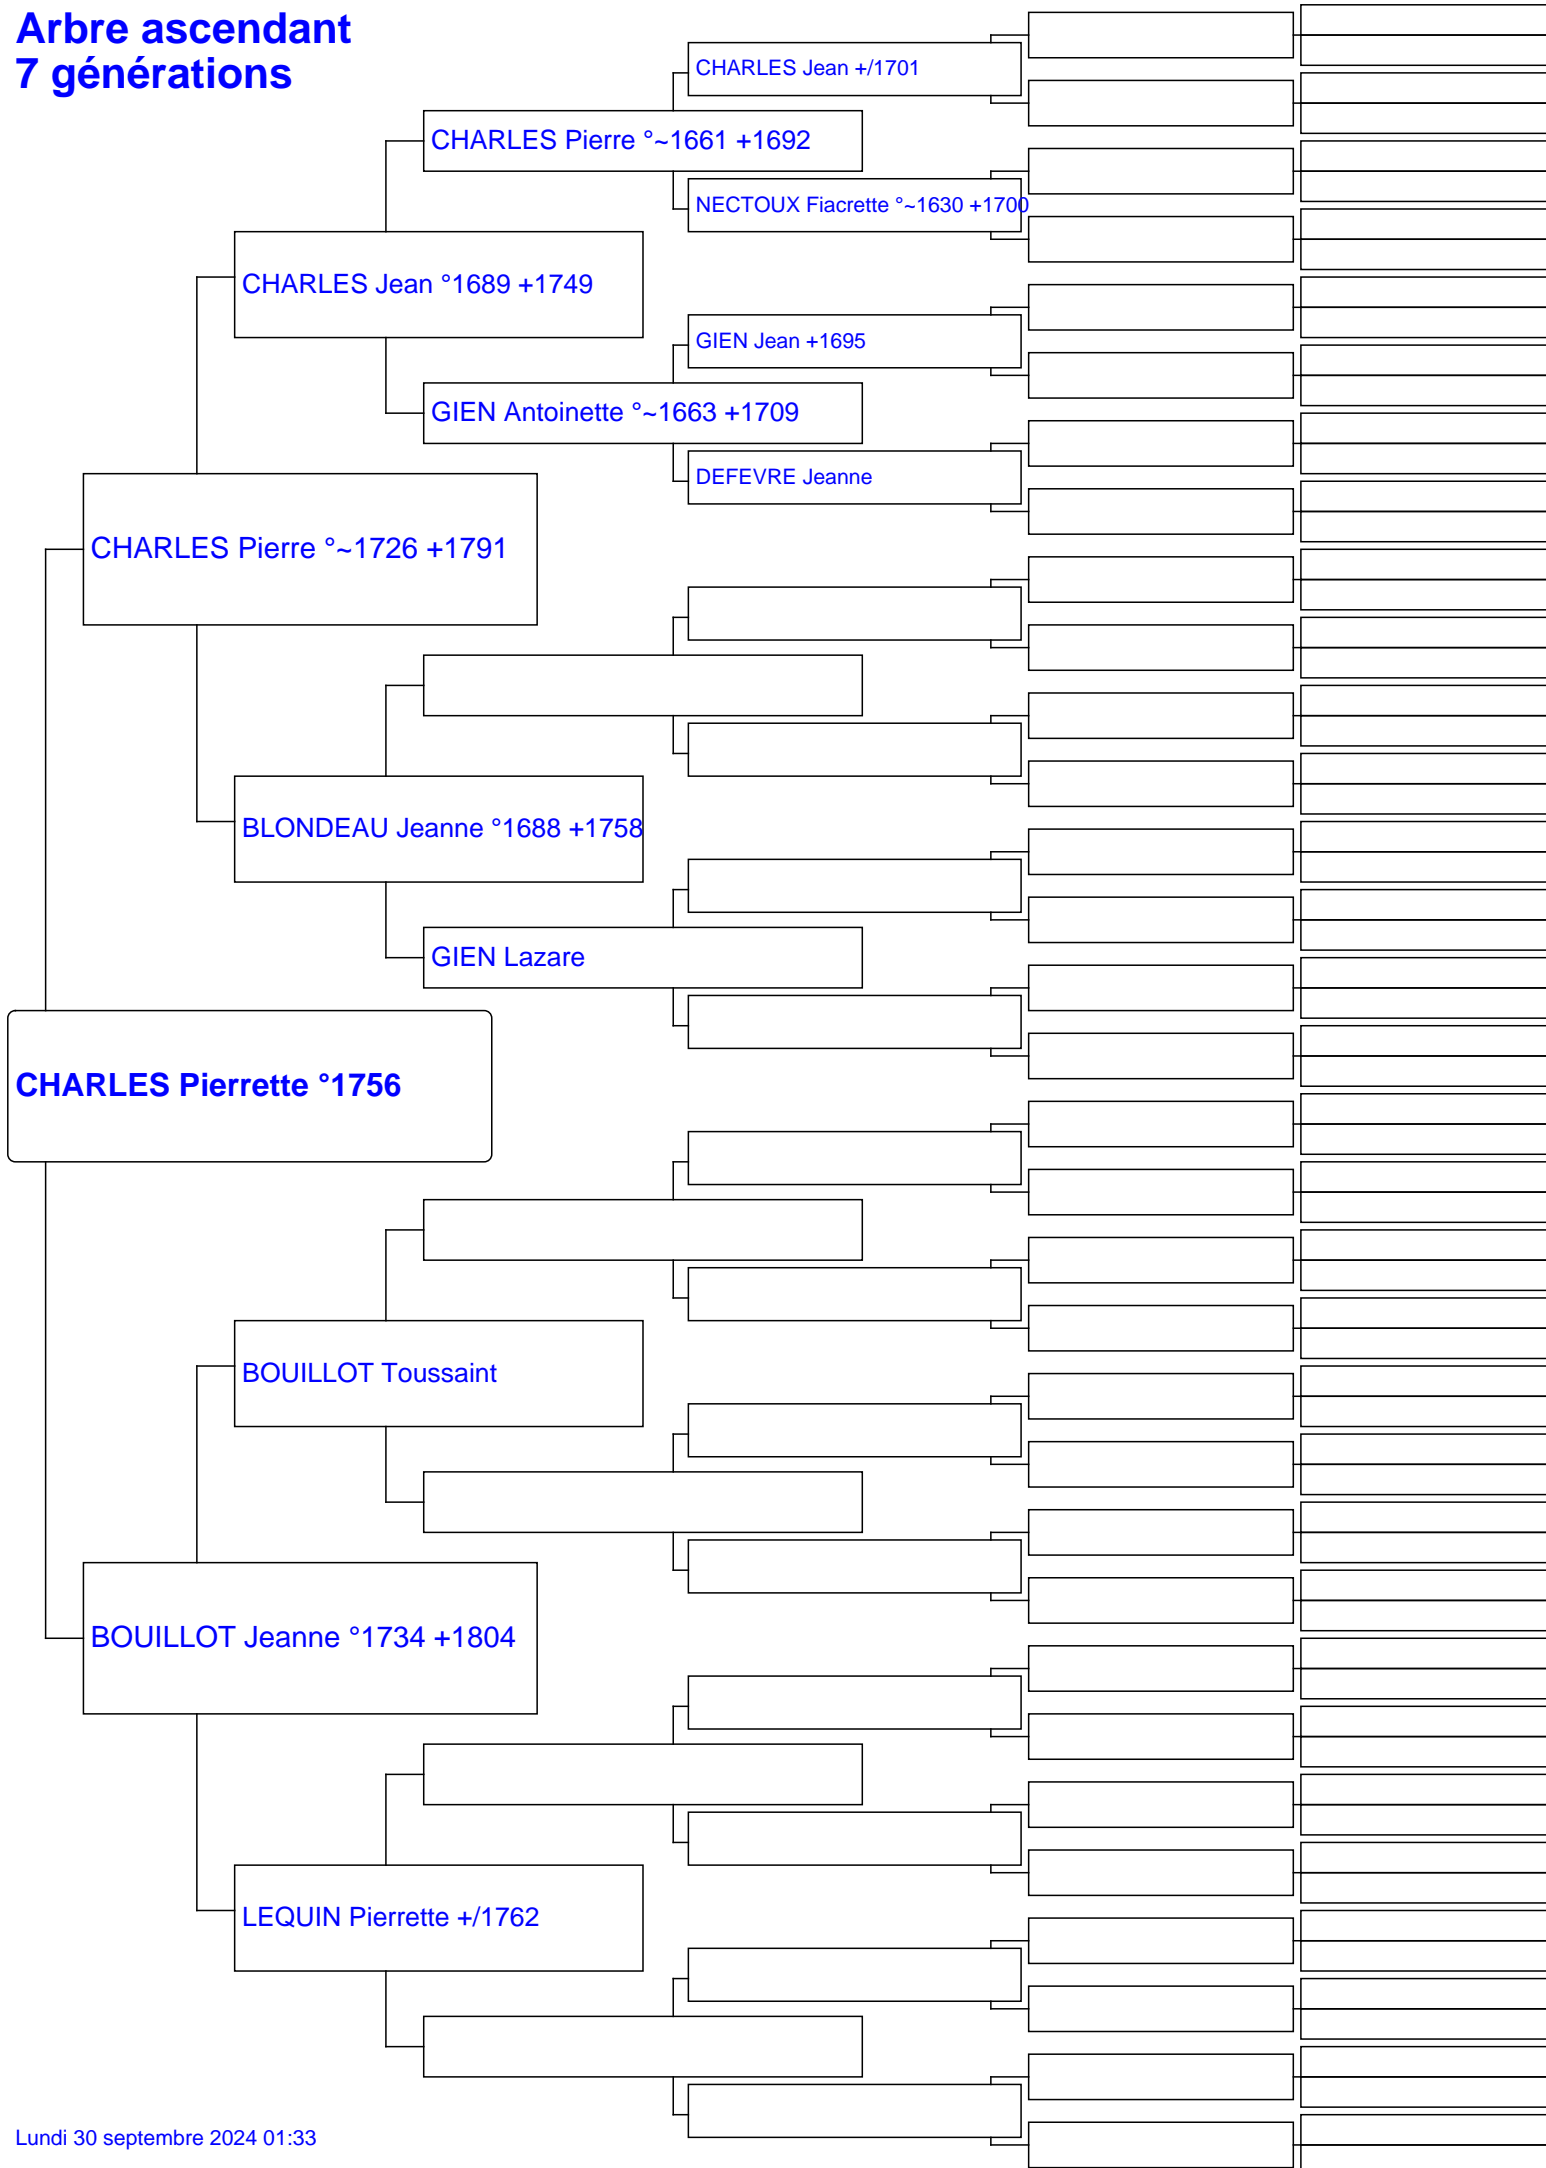 Arbre ascendant
7 générations
CHARLES Jean +/1701
CHARLES Pierre °~1661 +1692
NECTOUX Fiacrette °~1630 +1700
CHARLES Jean °1689 +1749
GIEN Jean +1695
GIEN Antoinette °~1663 +1709
DEFEVRE Jeanne
CHARLES Pierre °~1726 +1791
BLONDEAU Jeanne °1688 +1758
GIEN Lazare
CHARLES Pierrette °1756
BOUILLOT Toussaint
BOUILLOT Jeanne °1734 +1804
LEQUIN Pierrette +/1762
Lundi 30 septembre 2024 01:33